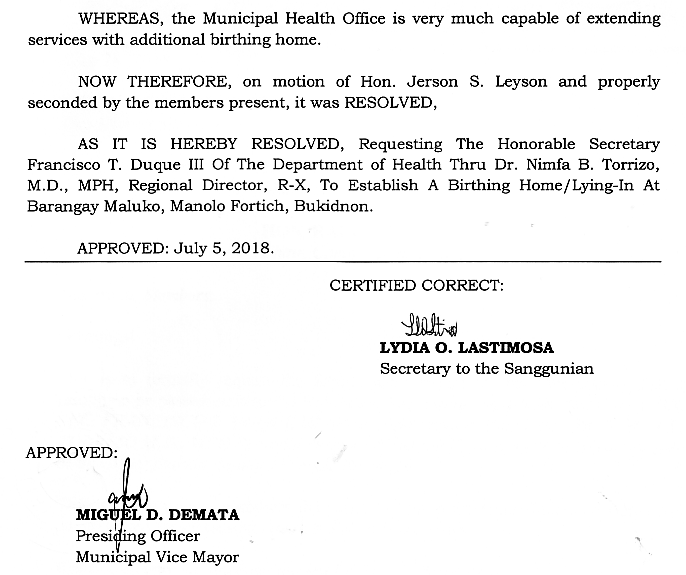 WHEREAS, the Municipal Health Office is very much capable of extending
services with additional birthing home.
NOW THEREFORE, on motion of Hon. Jerson S. Leyson and properly
seconded by the members present, it was RESOLVED,
AS IT IS HEREBY RESOLVED, Requesting The Honorable Secretary
Francisco T. Duque III Of The Department of Health Thru Dr. Nimfa B. Torrizo,
M.D., MPH, Regional Director, R-X, To Establish A Birthing Home/Lying-In At
Barangay Maluko, Manolo Fortich, Bukidnon.
APPROVED: July 5, 2018.
CERTIFIED CORRECT:
LYDIA O. LASTIMOSA
Secretary to the Sanggunian
APPROVED:
MIGUEL D. DEMATA
Presiding Officer
Municipal Vice Mayor